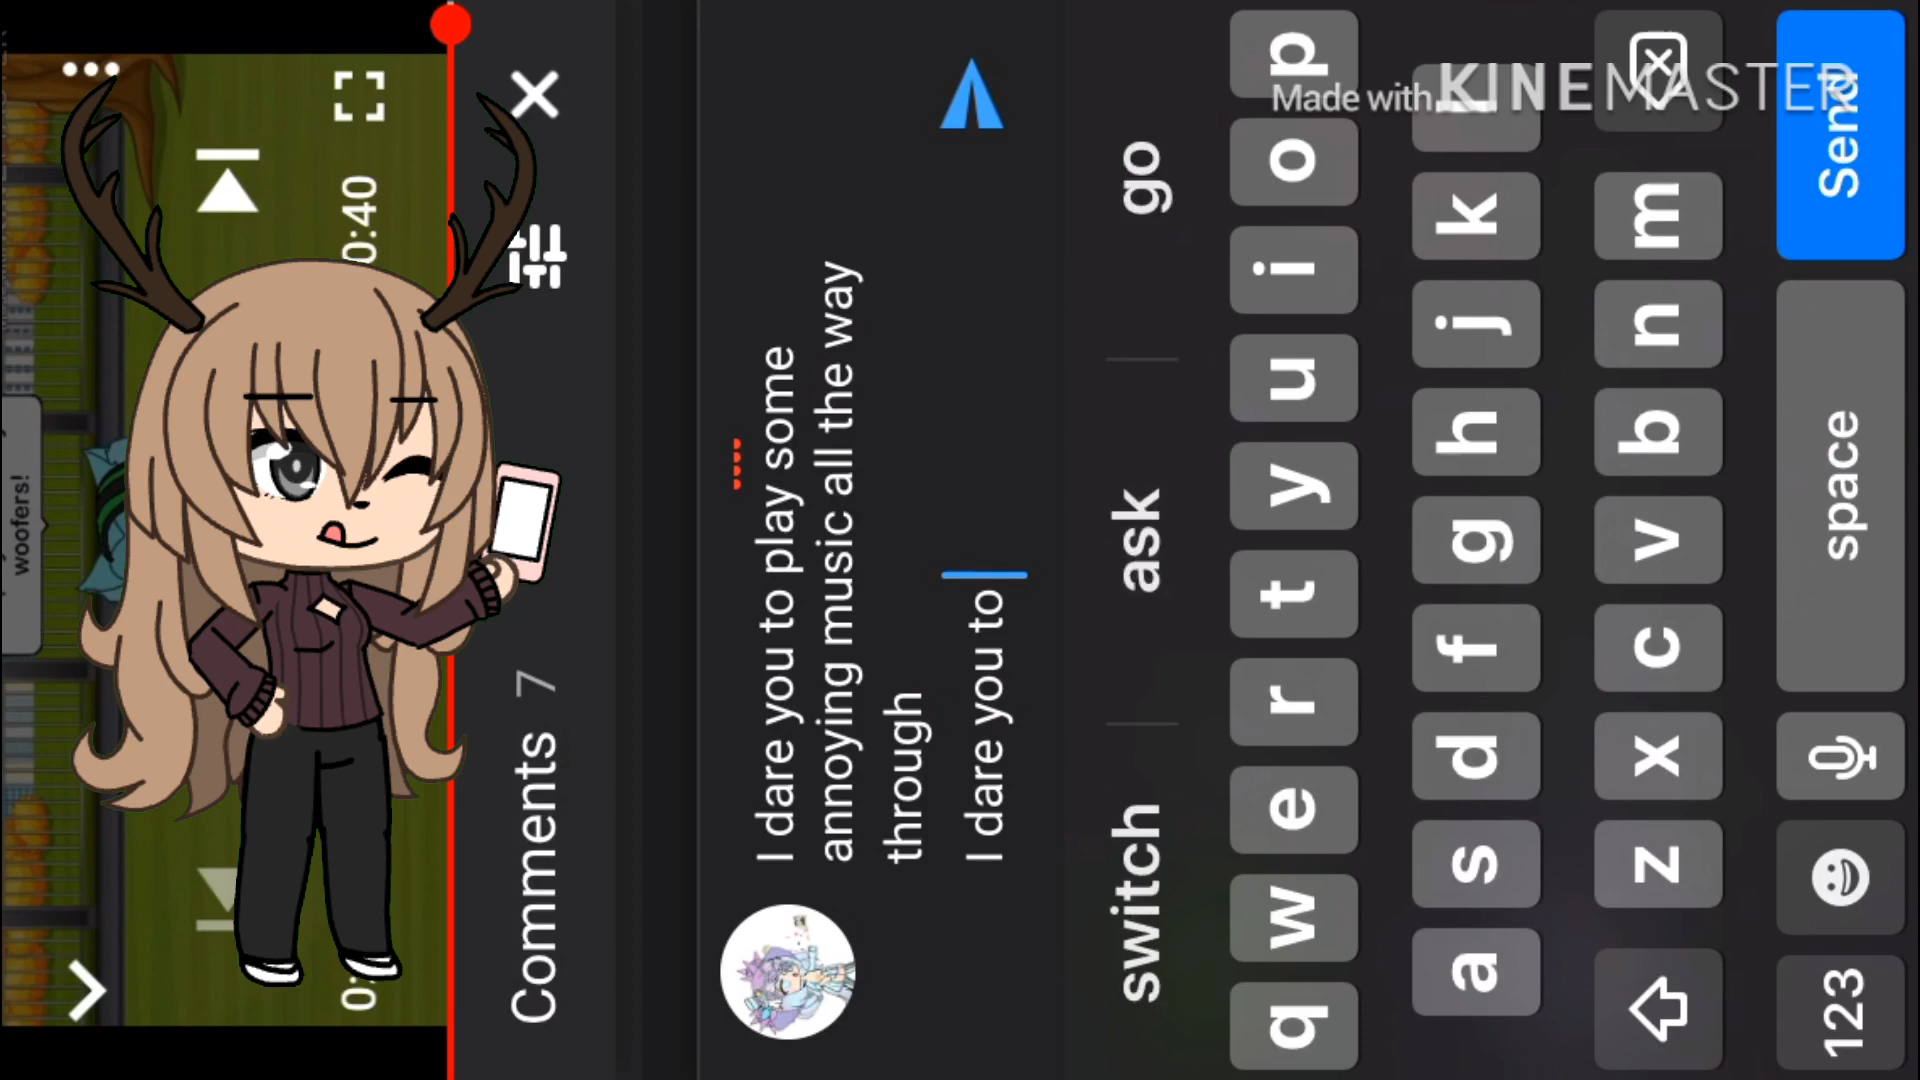 Made with KINEMASTER
woofers!
0:40
Comments 7
I dare you to play some
annoying music all the way
through
I dare you to
switch
ask
go
q w e r t y u i o p
a s d f g h j k l
z x c v b n m
123
space
Send